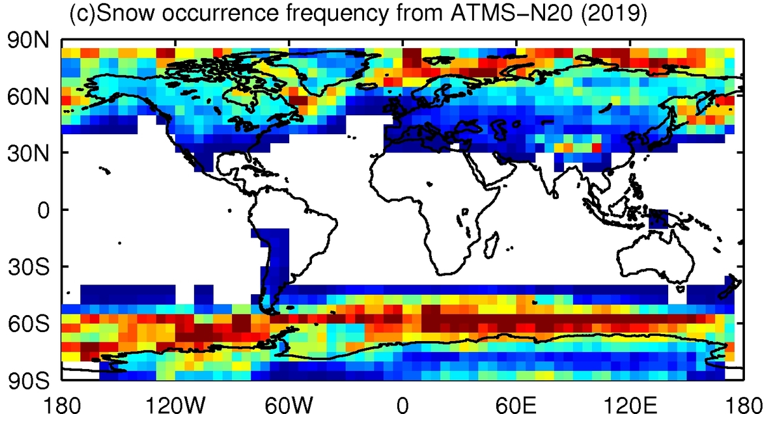 (c)Snow occurrence frequency from ATMS−N20 (2019)
90N
60N
30N
0
30S
60S
90S
180 120W 60W 0 60E 120E 180